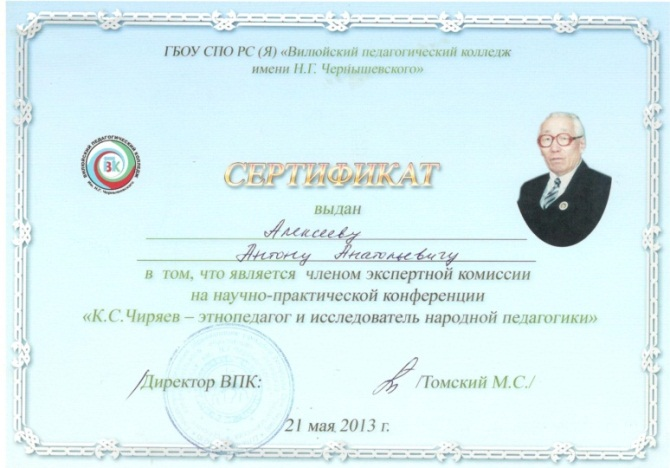 ГБОУ СПО РС (Я) «Вилюйский педагогический колледж
имени Н.Г. Чернышевского»
ВПК
СЕРТИФИКАТ
выдан
Алексееву
Антону Анатольевичу
в том, что является членом экспертной комиссии
на научно-практической конференции
«К.С.Чиряев – этнопедагог и исследователь народной педагогики»
/Директор ВПК: /Томский М.С./
21 мая 2013 г.